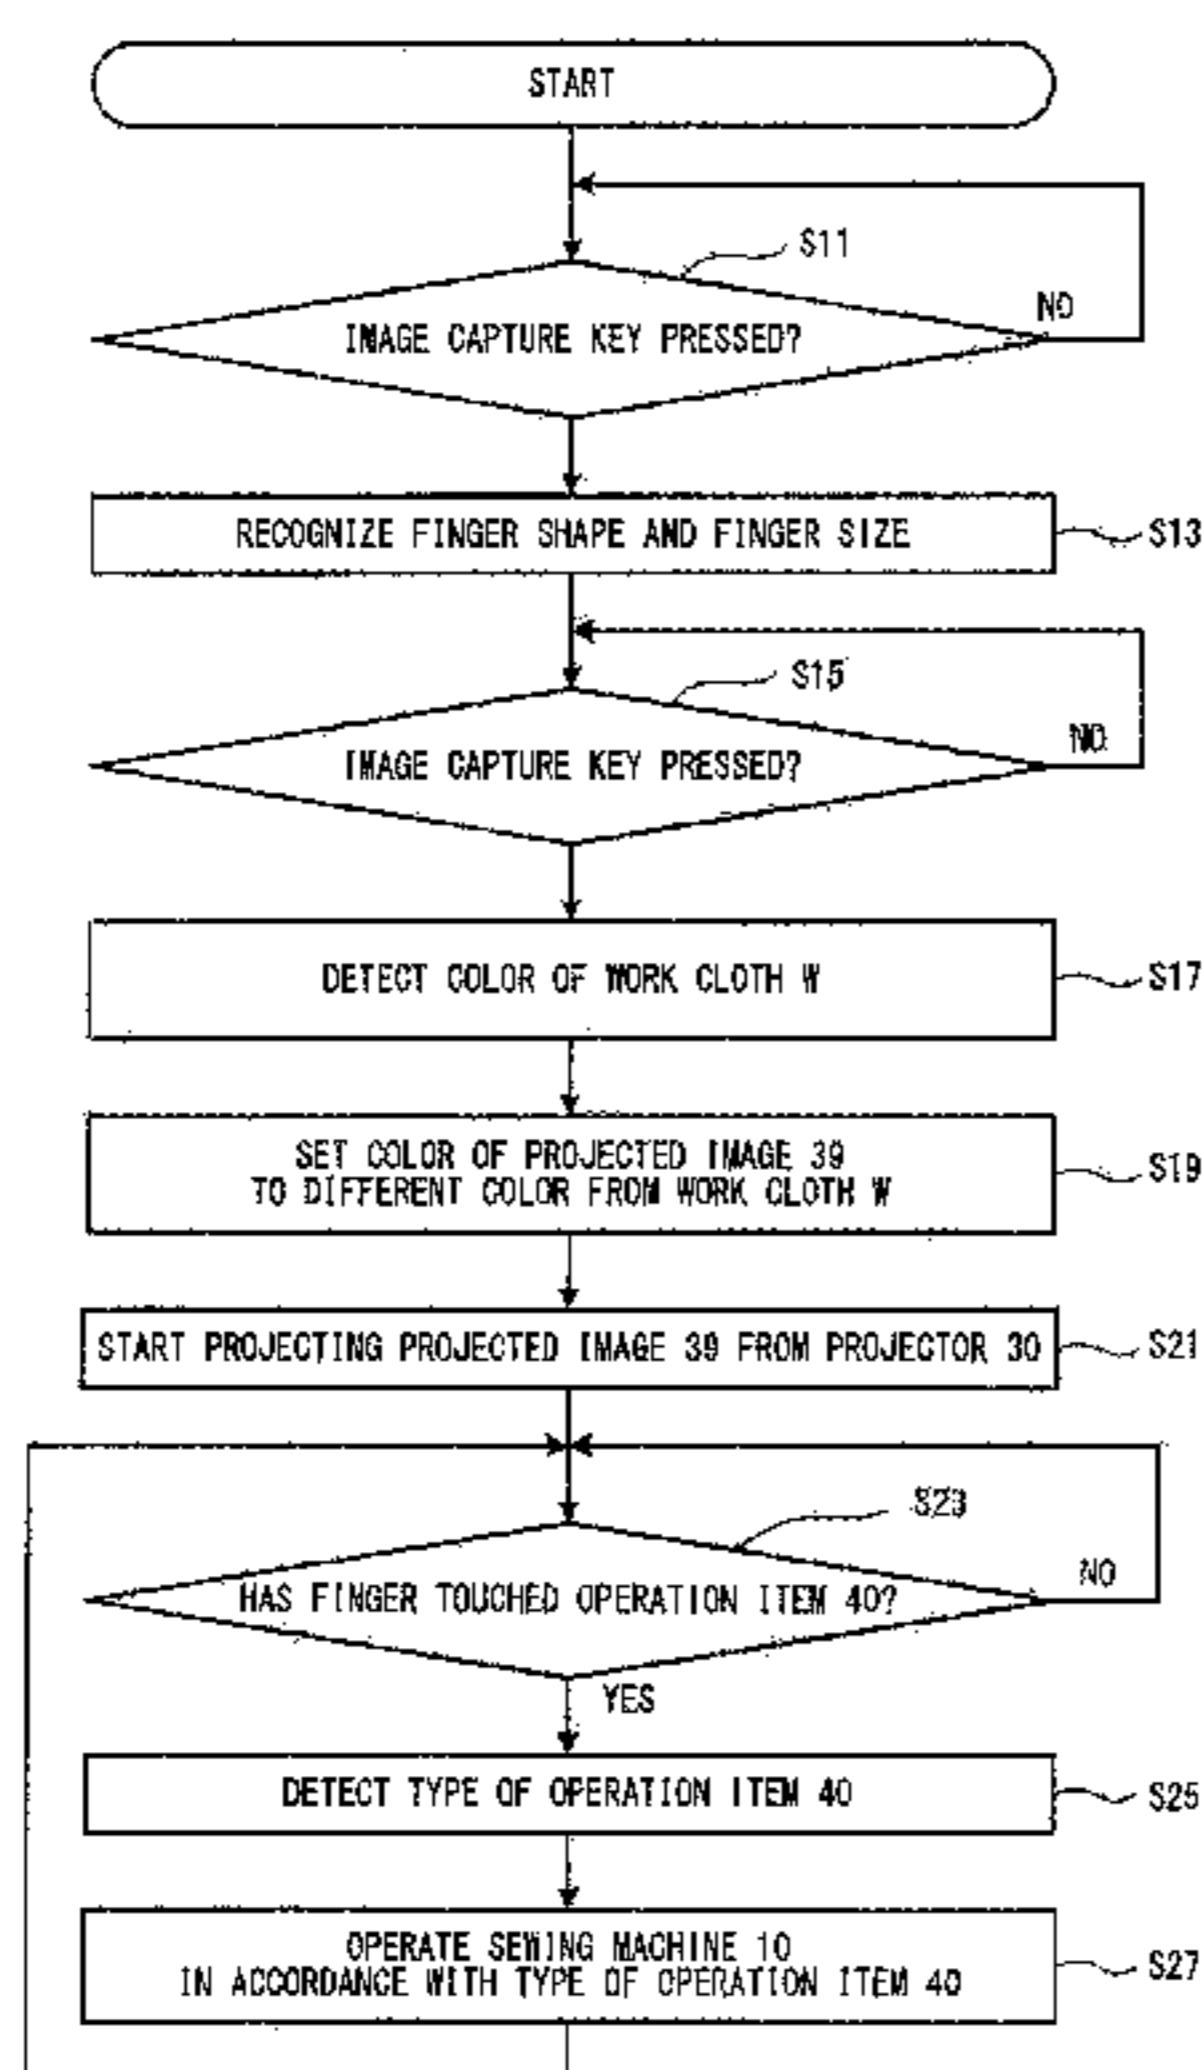 START
S11
NO
IMAGE CAPTURE KEY PRESSED?
RECOGNIZE FINGER SHAPE AND FINGER SIZE
S13
S15
NO
IMAGE CAPTURE KEY PRESSED?
DETECT COLOR OF WORK CLOTH W
S17
SET COLOR OF PROJECTED IMAGE 39
TO DIFFERENT COLOR FROM WORK CLOTH W
S19
START PROJECTING PROJECTED IMAGE 39 FROM PROJECTOR 30
S21
S23
NO
HAS FINGER TOUCHED OPERATION ITEM 40?
YES
DETECT TYPE OF OPERATION ITEM 40
S25
OPERATE SEWING MACHINE 10
IN ACCORDANCE WITH TYPE OF OPERATION ITEM 40
S27